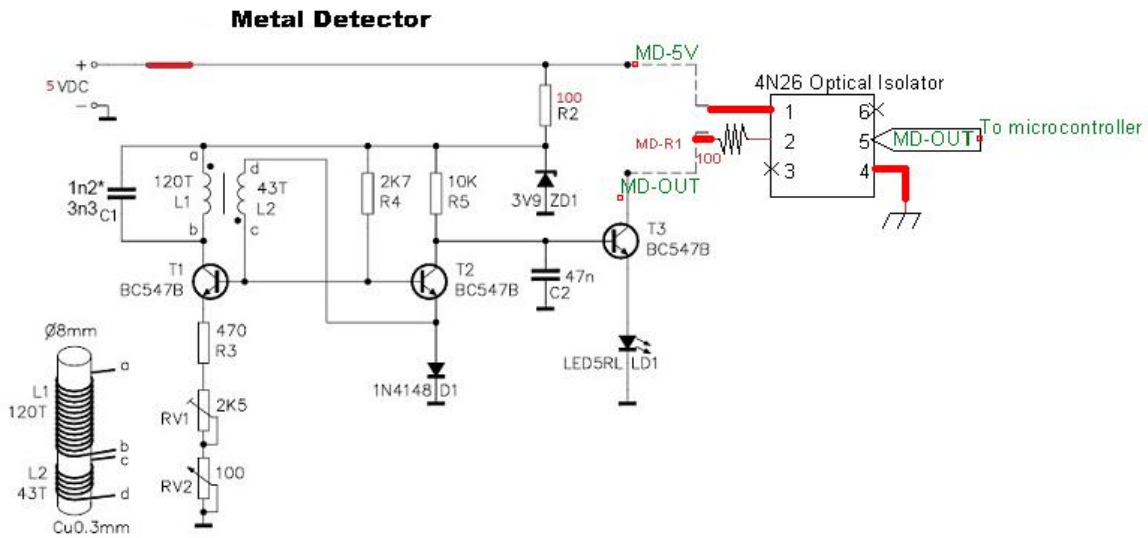 Metal Detector
+
5 VDC
-
MD-5V
4N26 Optical Isolator
1
6
2
5
3
4
MD-OUT
To microcontroller
MD-R1
100
MD-OUT
100
R2
a
d
1n2*
3n3 C1
120T
L1
43T
L2
b
c
2K7
R4
10K
R5
3V9 ZD1
T1
BC547B
T2
BC547B
T3
BC547B
47n
C2
470
R3
1N4148 D1
LED5RL LD1
RV1
2K5
RV2
100
Ø8mm
a
L1
120T
b
c
L2
43T
d
Cu0.3mm